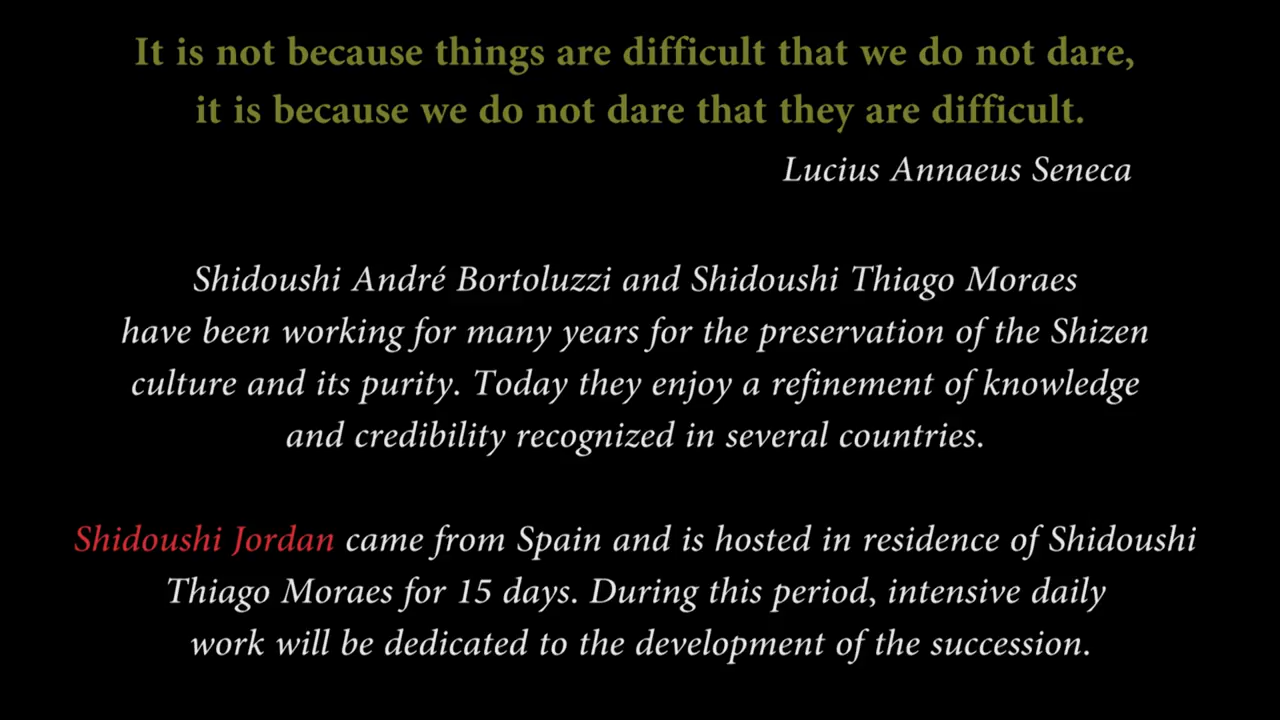 It is not because things are difficult that we do not dare,
it is because we do not dare that they are difficult.
Lucius Annaeus Seneca
Shidoushi André Bortoluzzi and Shidoushi Thiago Moraes
have been working for many years for the preservation of the Shizen
culture and its purity. Today they enjoy a refinement of knowledge
and credibility recognized in several countries.
Shidoushi Jordan came from Spain and is hosted in residence of Shidoushi
Thiago Moraes for 15 days. During this period, intensive daily
work will be dedicated to the development of the succession.